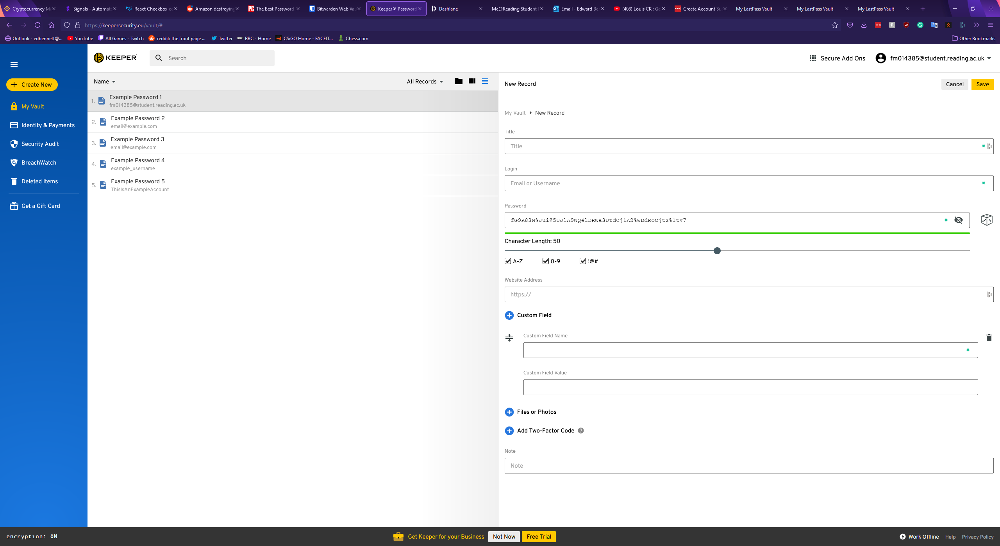 Cryptocurrency M
Signals - Automate
React Checkbox co
Amazon destroying
The Best Password
Bitwarden Web Va
Keeper® Password
Dashlane
Me@Reading Student
Email - Edward Be
(408) Louis CK : Ge
Create Account Su
My LastPass Vault
My LastPass Vault
My LastPass Vault
https://keepersecurity.eu/vault/#
Outlook - edbennett@...
YouTube
All Games - Twitch
reddit: the front page ...
Twitter
BBC - Home
CS:GO Home - FACEIT...
Chess.com
Other Bookmarks
KEEPER
Search
Secure Add Ons
fm014385@student.reading.ac.uk
Create New
My Vault
Identity & Payments
Security Audit
BreachWatch
Deleted Items
Get a Gift Card
Name
All Records
1.
Example Password 1
fm014385@student.reading.ac.uk
2.
Example Password 2
email@example.com
3.
Example Password 3
email@example.com
4.
Example Password 4
example_username
5.
Example Password 5
ThisIsAnExampleAccount
New Record
Cancel
Save
My Vault
New Record
Title
Title
Login
Email or Username
Password
fG9R83N%Jui@5UJlA9WQ4lDRWa3UtdCj1A2%WDdRoOjtz%1tv7
Character Length: 50
A-Z
0-9
!@#
Website Address
https://
Custom Field
Custom Field Name
Custom Field Value
Files or Photos
Add Two-Factor Code
Note
Note
encryption: ON
Get Keeper for your Business
Not Now
Free Trial
Work Offline
Help
Privacy Policy